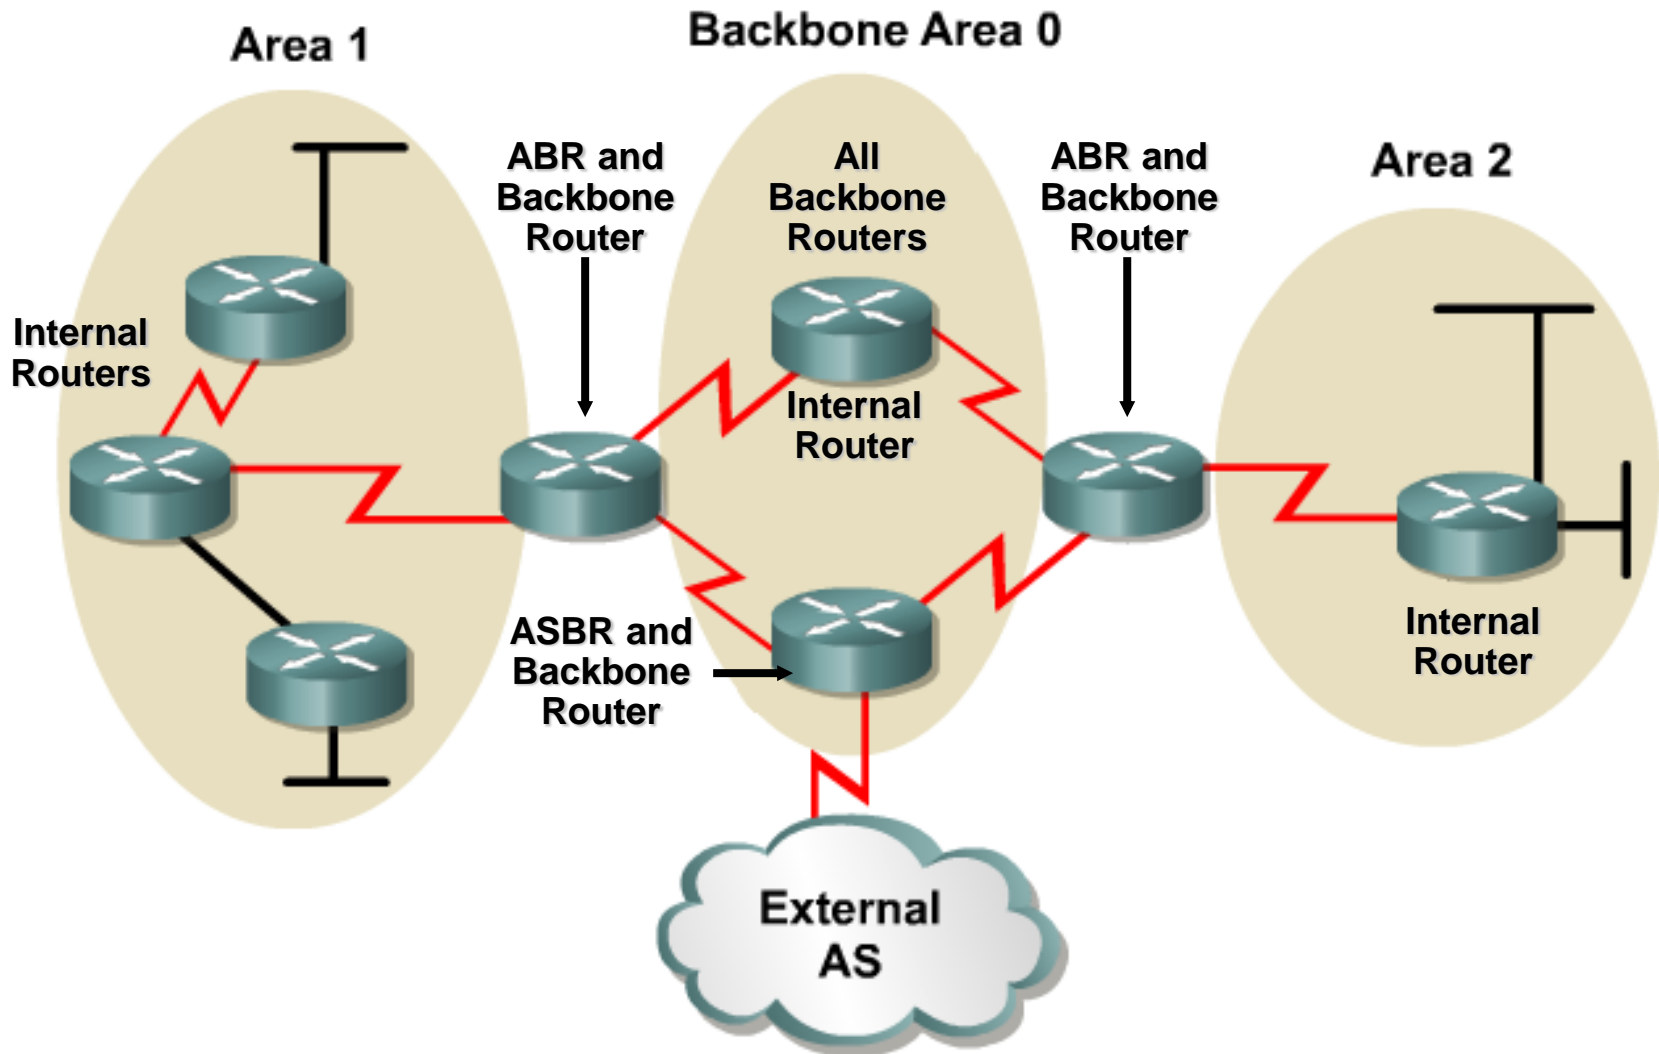 Area 1
Backbone Area 0
ABR and
Backbone
Router
All
Backbone
Routers
ABR and
Backbone
Router
Area 2
Internal
Routers
Internal
Router
ASBR and
Backbone
Router
Internal
Router
External
AS